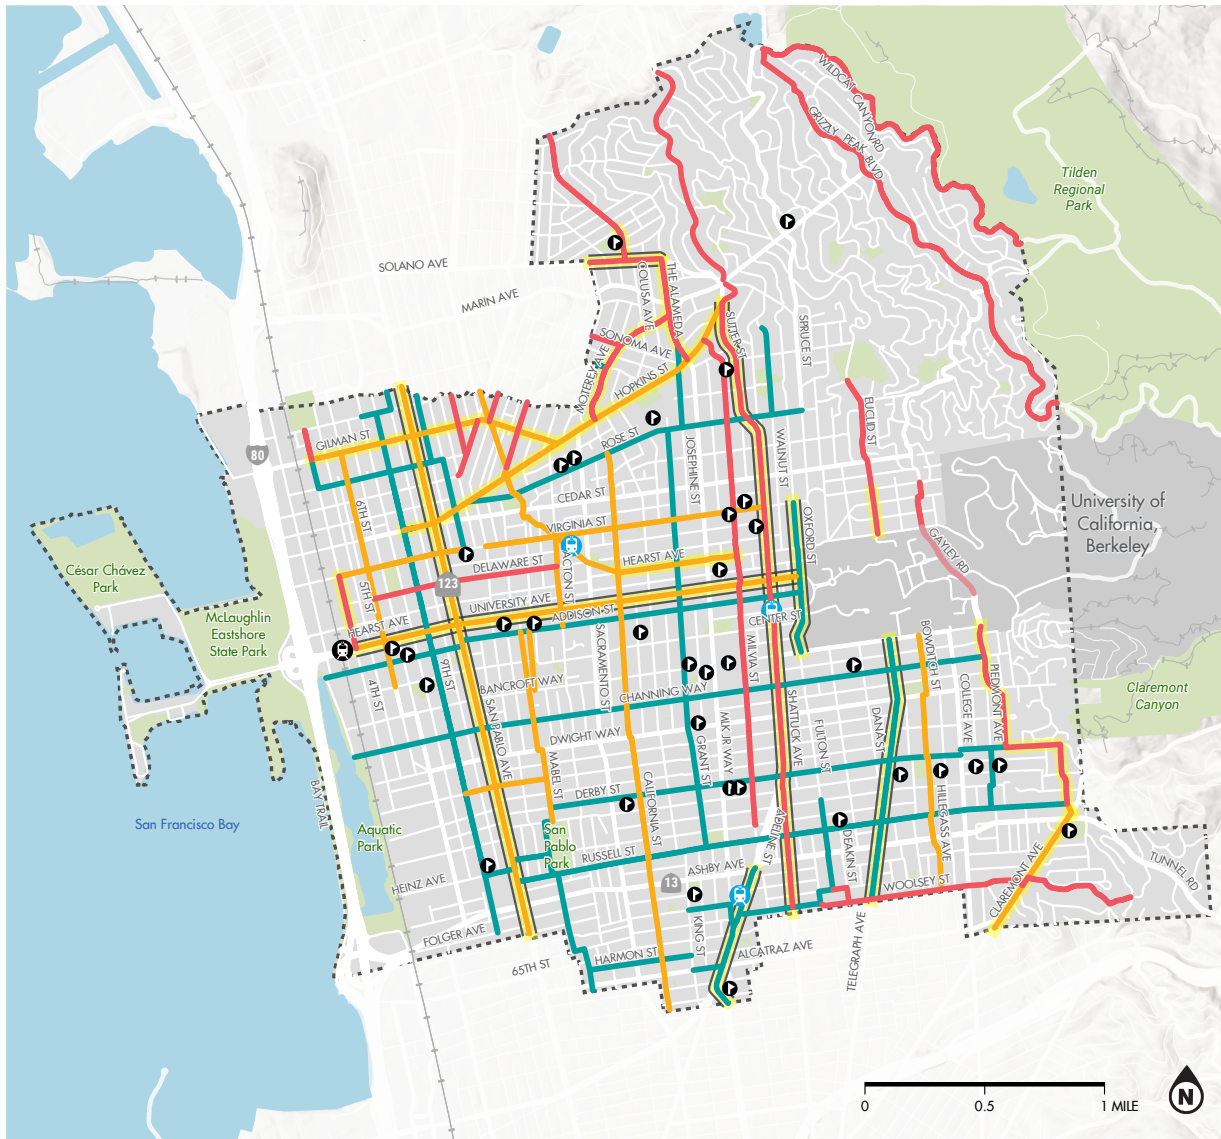 WILDCAT CANYON RD
GRIZZLY PEAK BLVD
Tilden
Regional
Park
SOLANO AVE
MARIN AVE
COLUSA AVE
THE ALAMEDA
SUTTER ST
SPRUCE ST
SONOMA AVE
MOTEREY AVE
HOPKINS ST
EUCLID ST
GILMAN ST
80
ROSE ST
JOSEPHINE ST
WALNUT ST
CEDAR ST
6TH ST
VIRGINIA ST
OXFORD ST
University of
California,
Berkeley
GAYLEY RD
HEARST AVE
DELAWARE ST
ACTON ST
César Chávez
Park
123
5TH ST
UNIVERSITY AVE
ADDISON ST
CENTER ST
McLaughlin
Eastshore
State Park
HEARST AVE
SACRAMENTO ST
MILVIA ST
BOWDITCH ST
9TH ST
4TH ST
BANCROFT WAY
CHANNING WAY
COLLEGE AVE
PIEDMONT AVE
Claremont
Canyon
SAN PABLO AVE
DWIGHT WAY
GRANT ST
MLK JR WAY
SHATTUCK AVE
FULTON ST
DANA ST
MABEL ST
CALIFORNIA ST
DERBY ST
HILLEGASS AVE
BAY TRAIL
San Francisco Bay
Aquatic
Park
San
Pablo
Park
ADELINE ST
DEAKIN ST
RUSSELL ST
ASHBY AVE
13
HEINZ AVE
WOOLSEY ST
CLAREMONT AVE
TUNNEL RD
FOLGER AVE
KING ST
TELEGRAPH AVE
HARMON ST
ALCATRAZ AVE
65TH ST
N
0 0.5 1 MILE